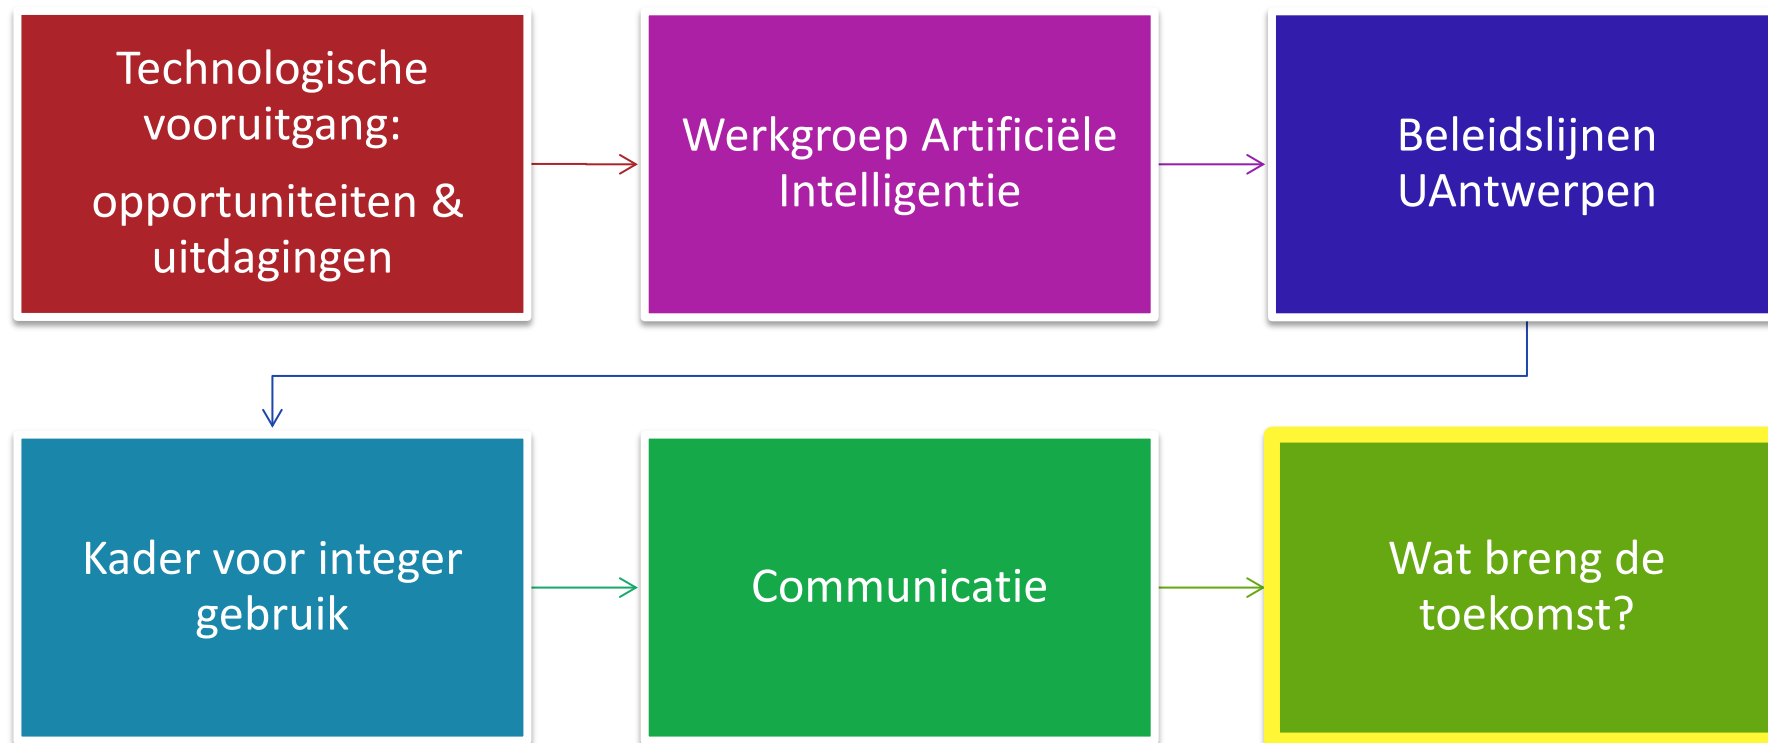 Technologische
vooruitgang:
opportuniteiten &
uitdagingen
Werkgroep Artificiële
Intelligentie
Beleidslijnen
UAntwerpen
Kader voor integer
gebruik
Communicatie
Wat breng de
toekomst?